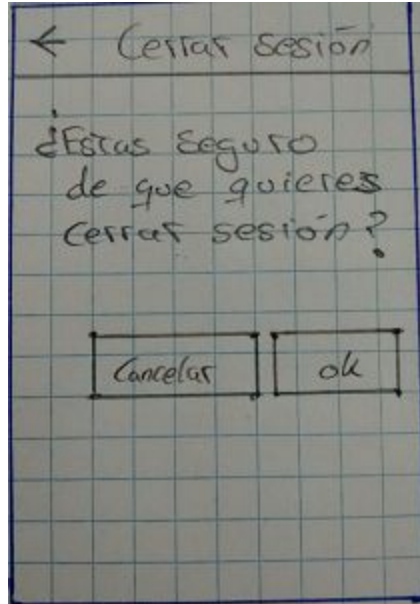 ← Cerrar sesión
¿Estas seguro
de que quieres
cerrar sesión?
Cancelar ok